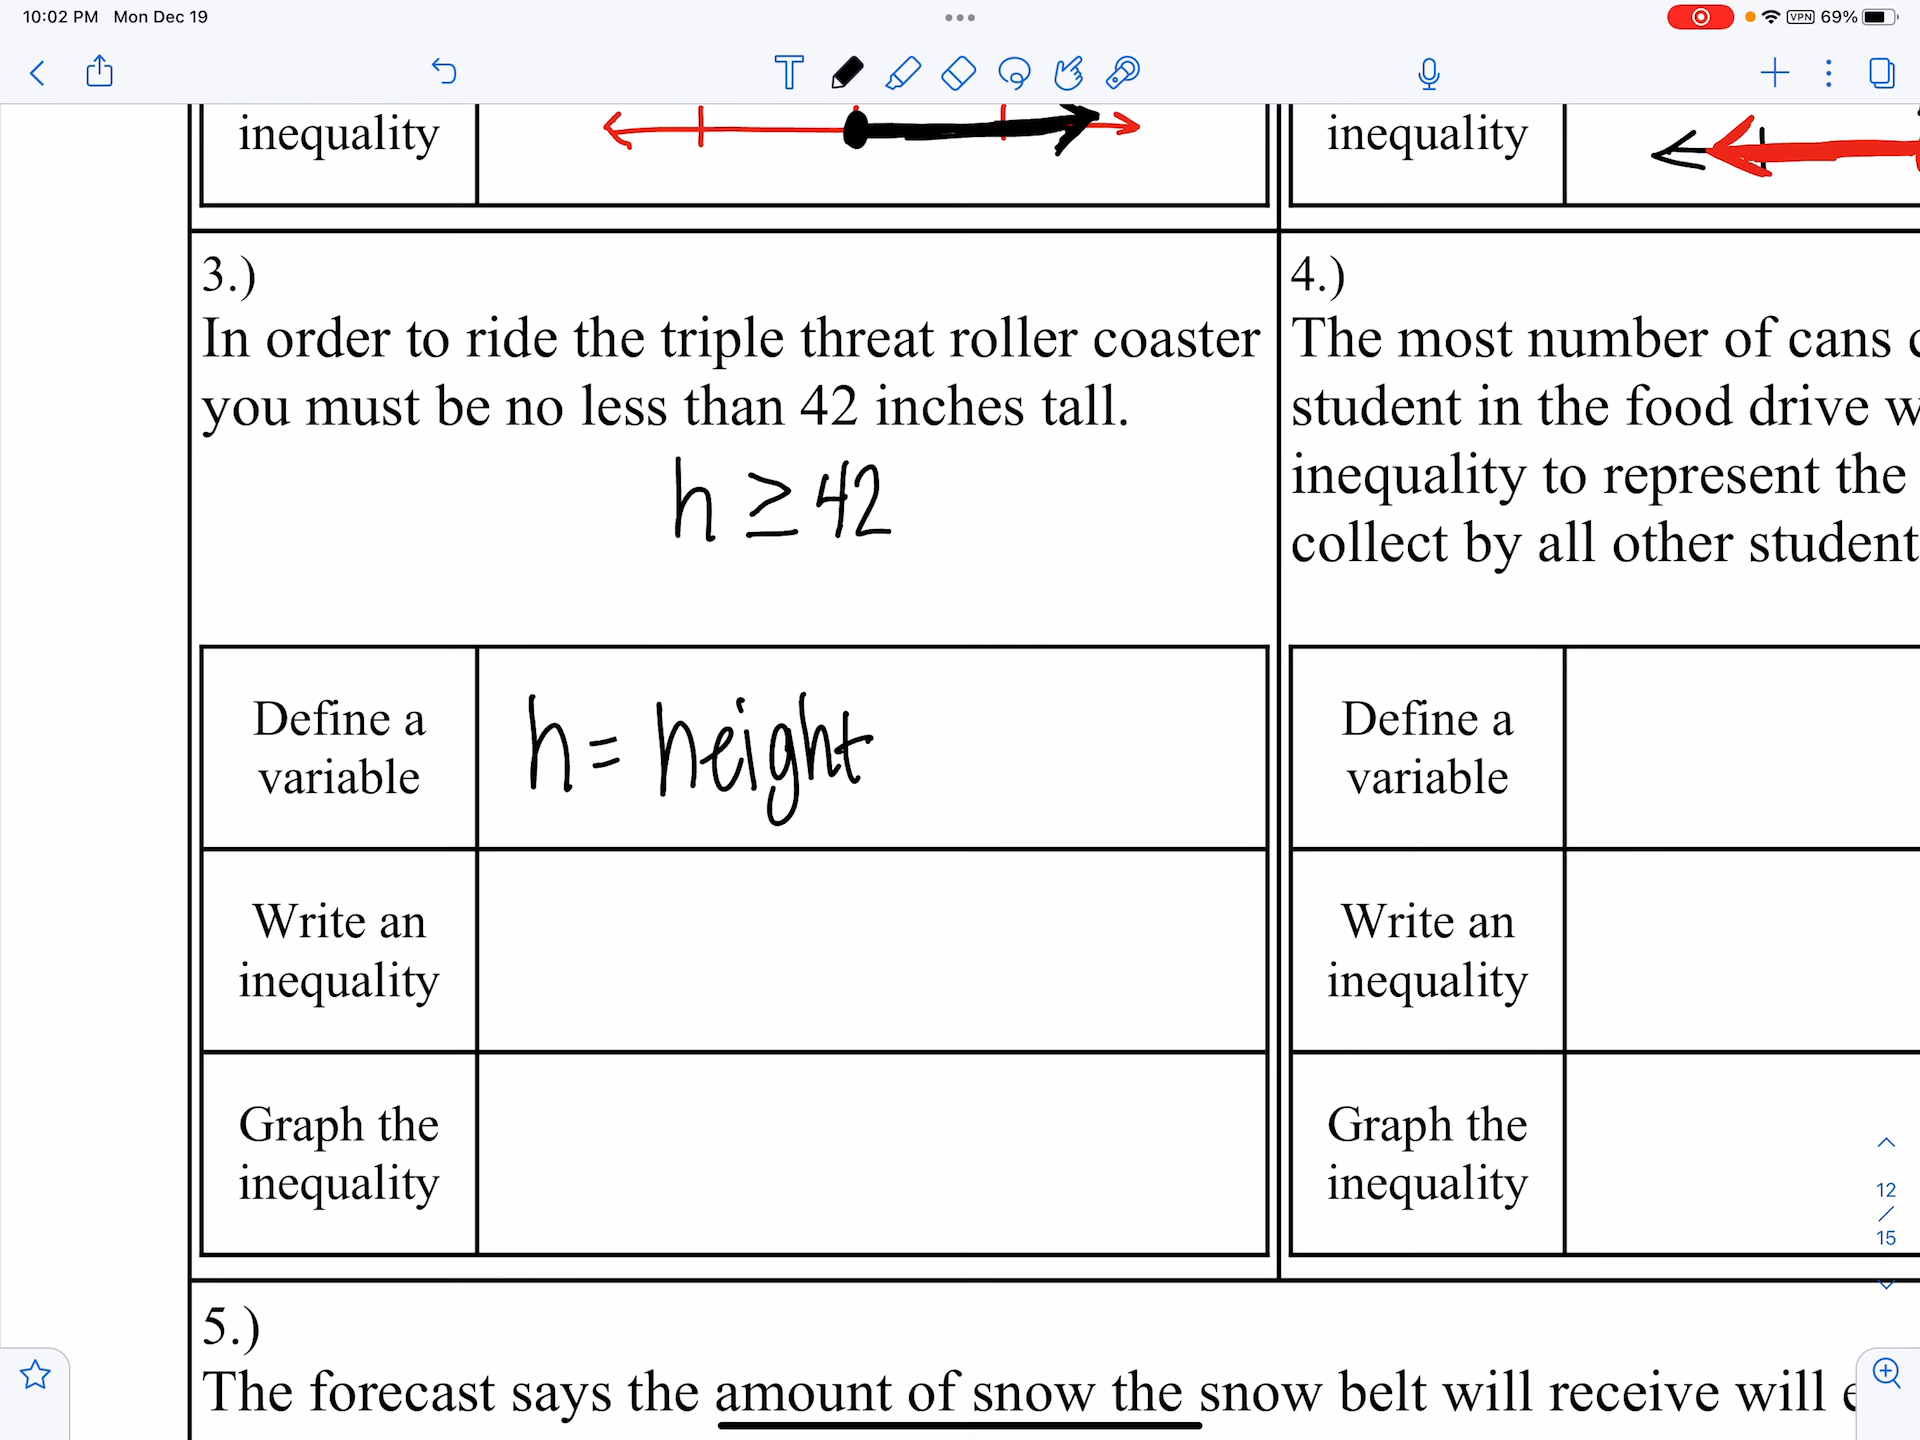 10:02 PM Mon Dec 19
VPN 69%
T
inequality
inequality
3.)
In order to ride the triple threat roller coaster
you must be no less than 42 inches tall.
h ≥ 42
Define a
variable
h = height
Write an
inequality
Graph the
inequality
4.)
The most number of cans c
student in the food drive w
inequality to represent the
collect by all other student
Define a
variable
Write an
inequality
Graph the
inequality
12
/
15
5.)
The forecast says the amount of snow the snow belt will receive will e